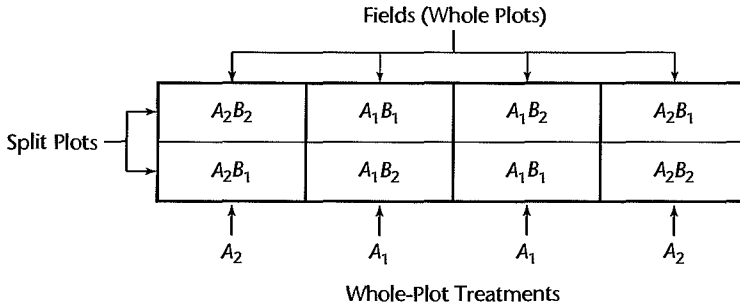 Fields (Whole Plots)
A₂B₂ A₁B₁ A₁B₂ A₂B₁
Split Plots
A₂B₁ A₁B₂ A₁B₁ A₂B₂
A₂ A₁ A₁ A₂
Whole-Plot Treatments